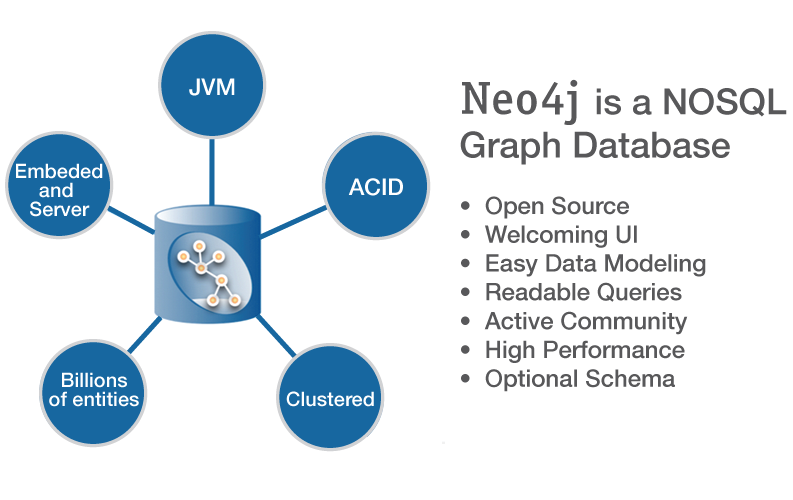 JVM
Embeded
and
Server
ACID
Billions
of entities
Clustered
Neo4j is a NOSQL
Graph Database
• Open Source
• Welcoming UI
• Easy Data Modeling
• Readable Queries
• Active Community
• High Performance
• Optional Schema